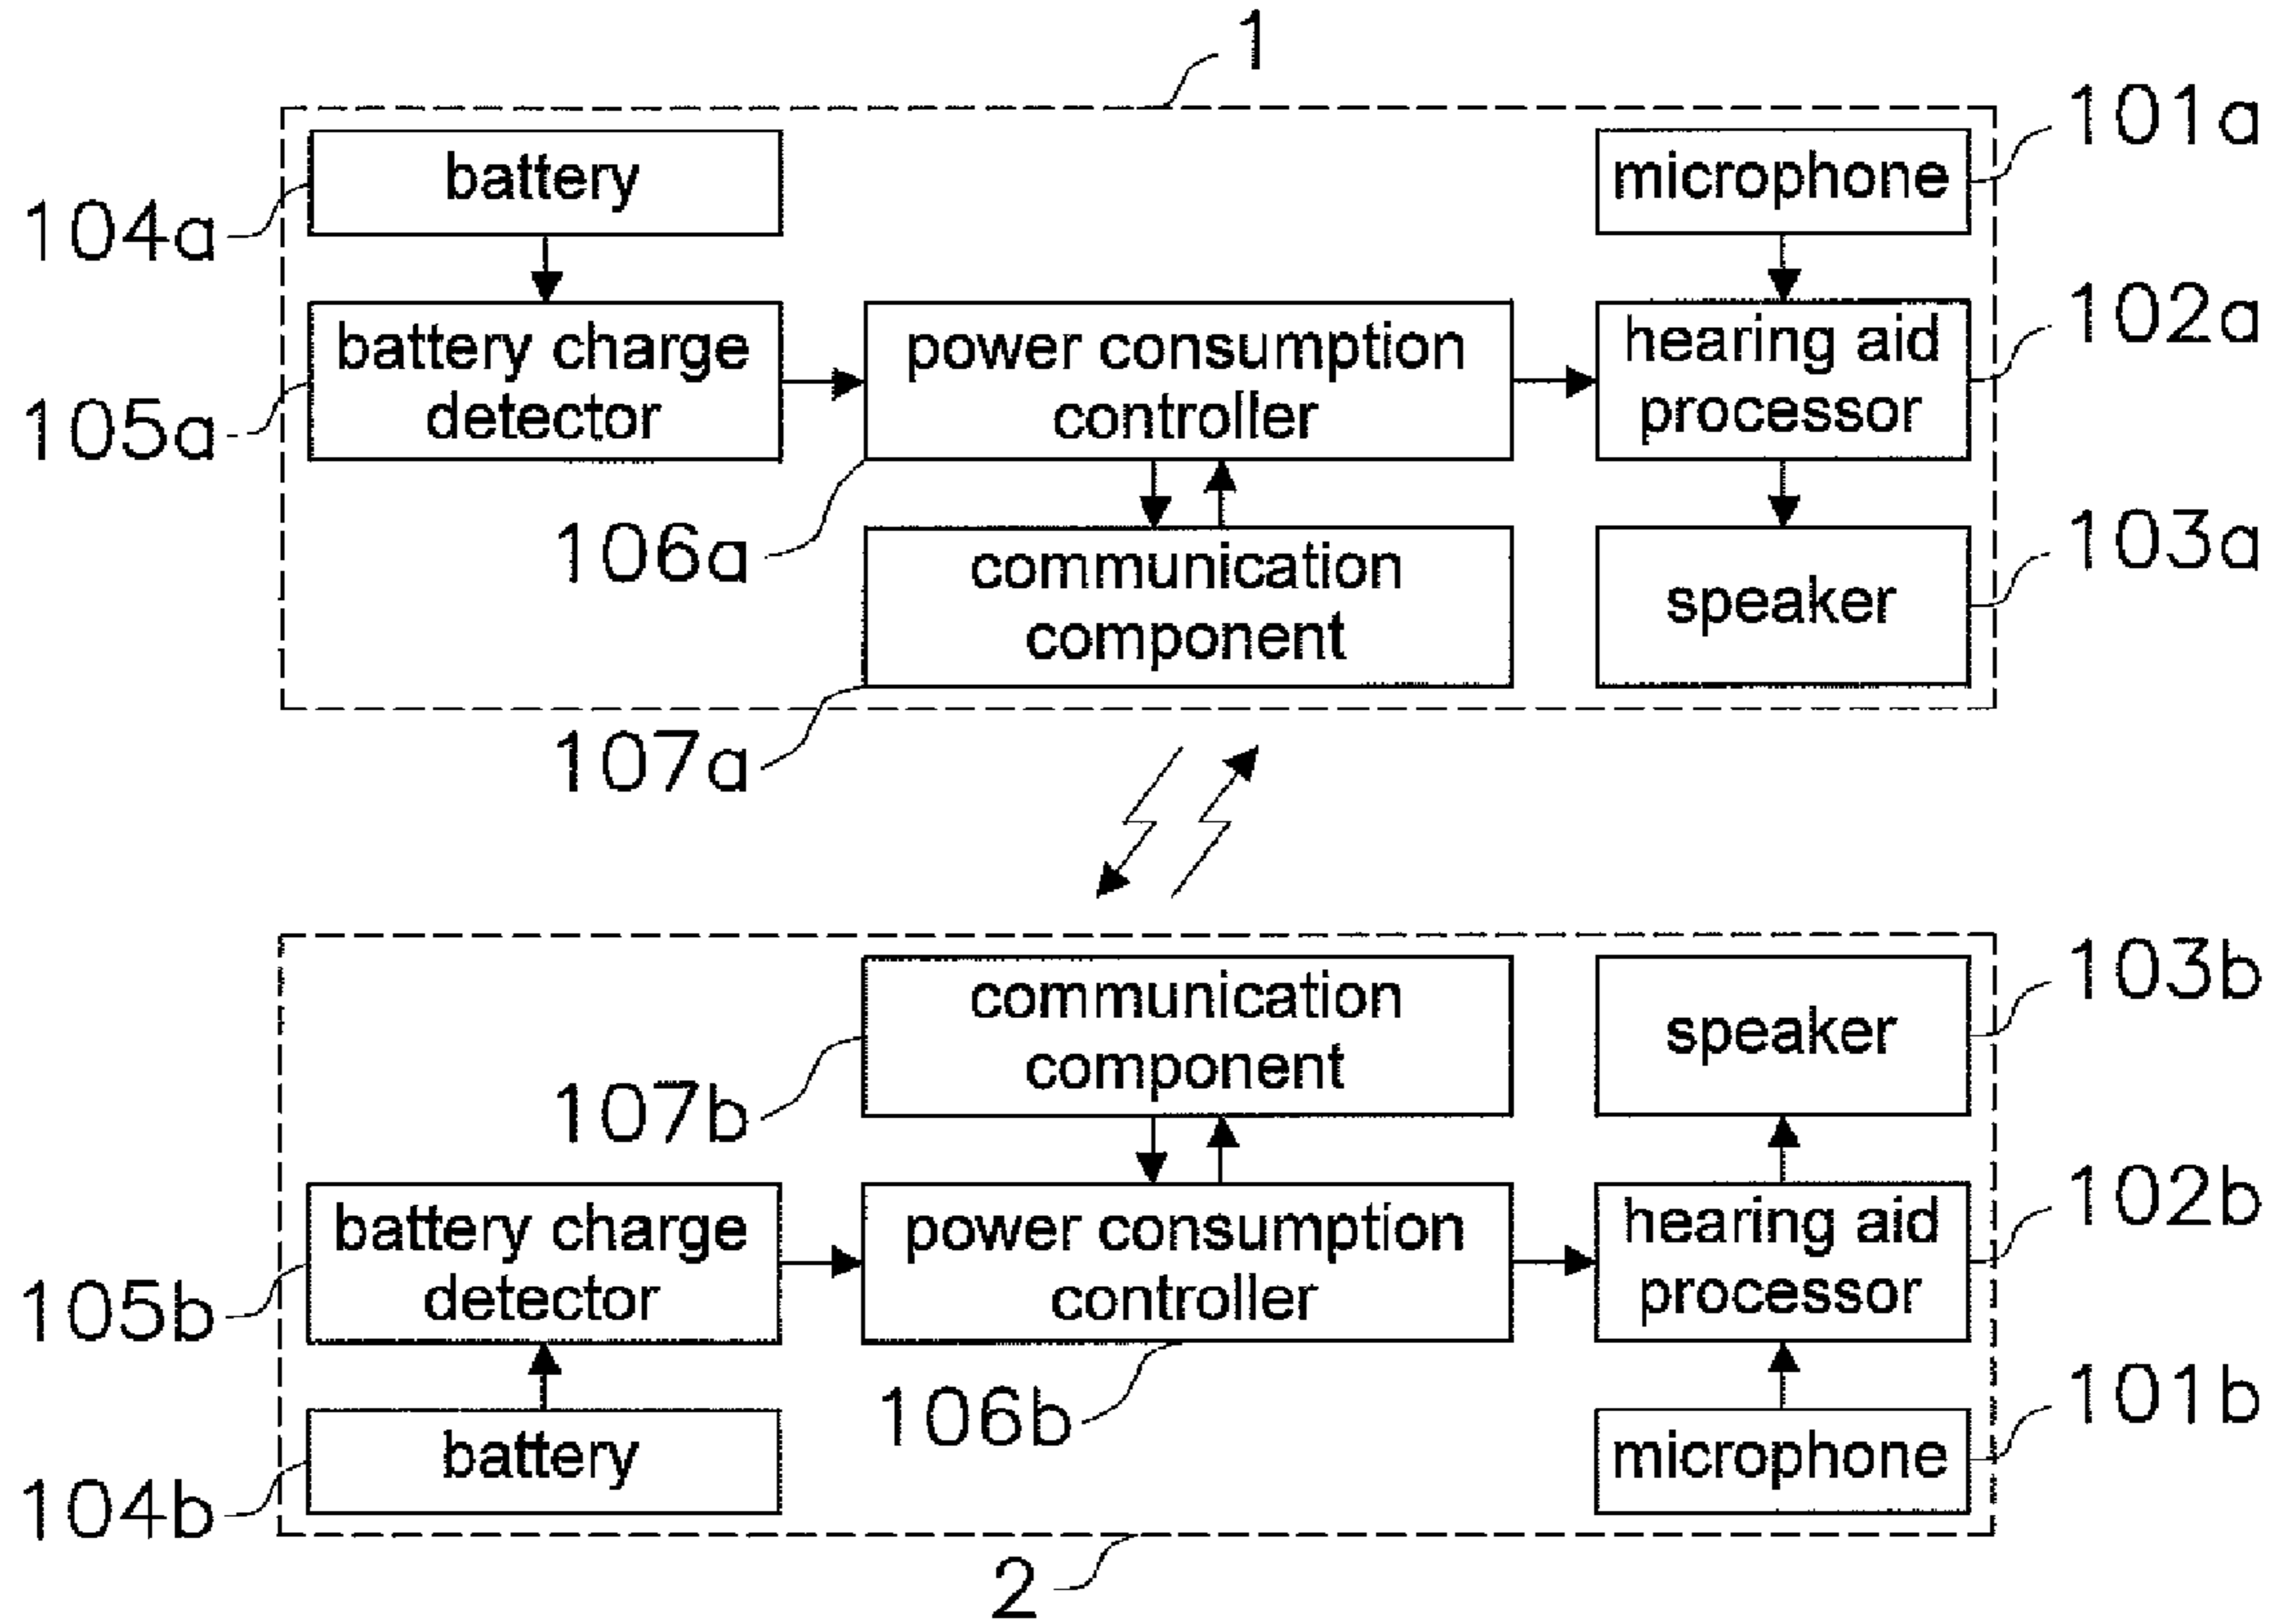 1
battery
microphone
101a
104a
battery charge
detector
power consumption
controller
hearing aid
processor
102a
105a
106a
communication
component
speaker
103a
107a
communication
component
speaker
103b
107b
battery charge
detector
power consumption
controller
hearing aid
processor
102b
105b
106b
battery
microphone
101b
104b
2